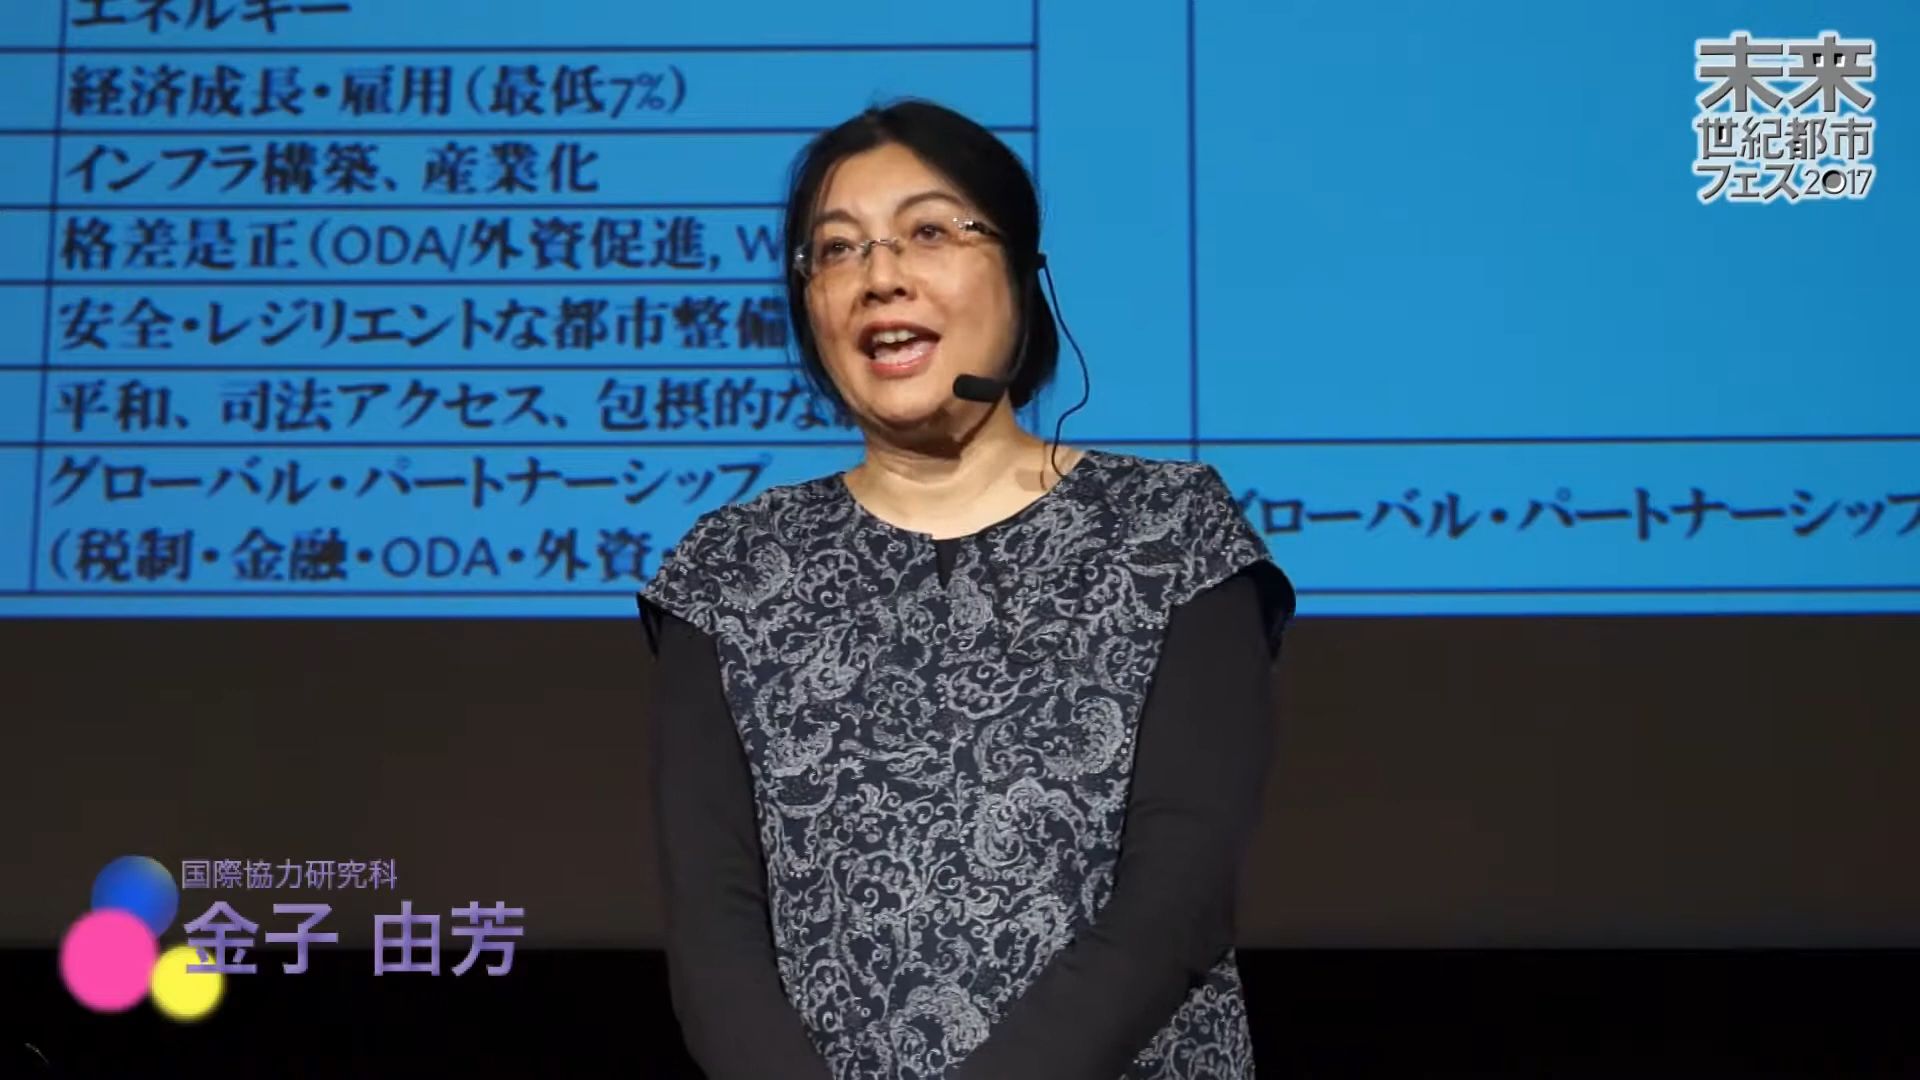 エネルギー
経済成長・雇用（最低7%）
インフラ構築、産業化
格差是正（ODA/外資促進, W
安全・レジリエントな都市整備
平和、司法アクセス、包摂的な
グローバル・パートナーシップ
（税制・金融・ODA・外資・
グローバル・パートナーシップ
未来
世紀都市
フェス2017
国際協力研究科
金子 由芳